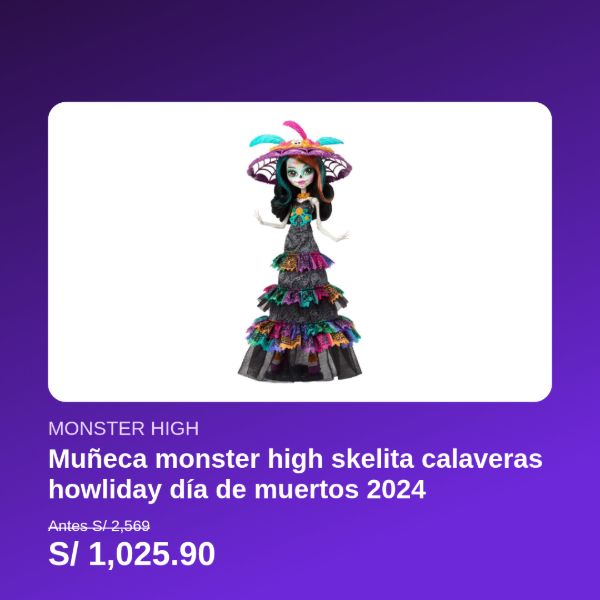 MONSTER HIGH
Muñeca monster high skelita calaveras
howliday día de muertos 2024
Antes S/ 2,569
S/ 1,025.90